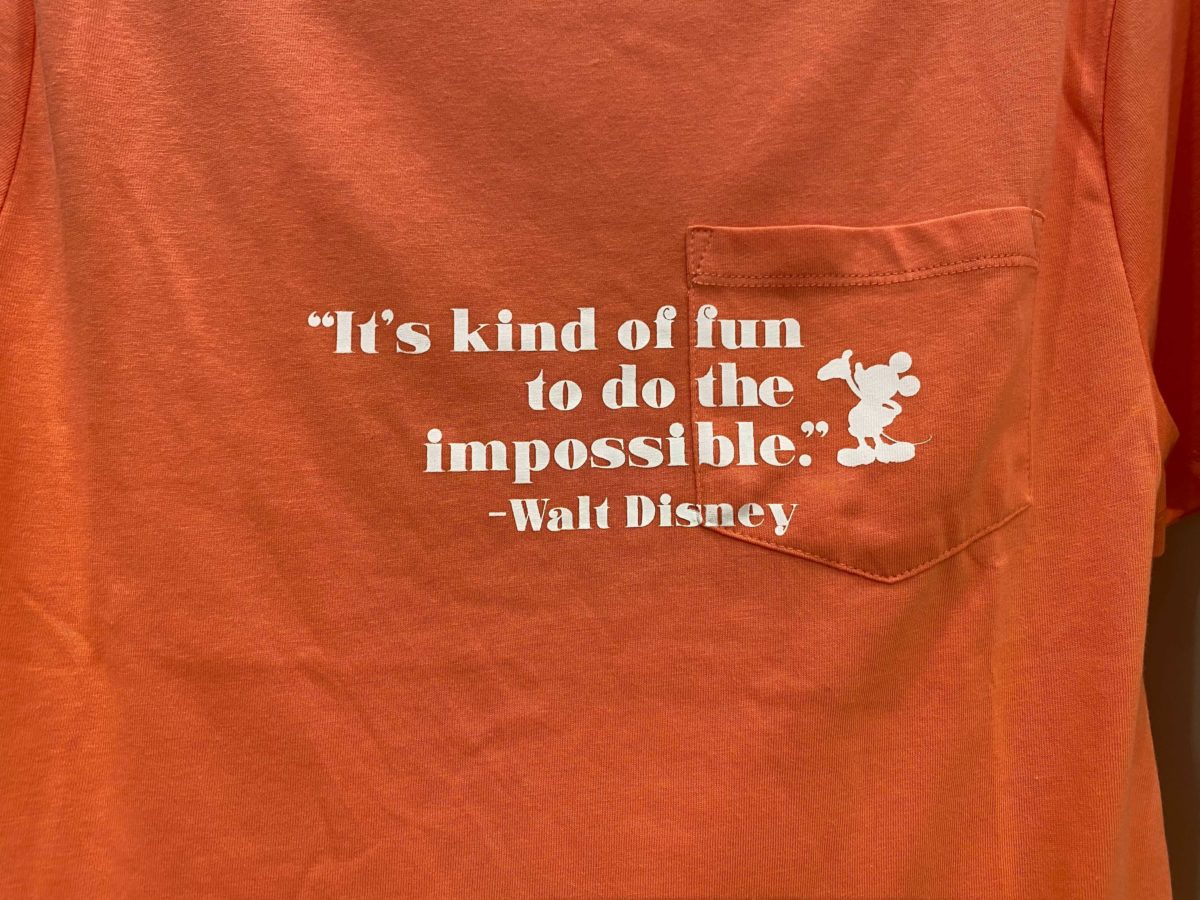 “It’s kind of fun
to do the
impossible.”
-Walt Disney